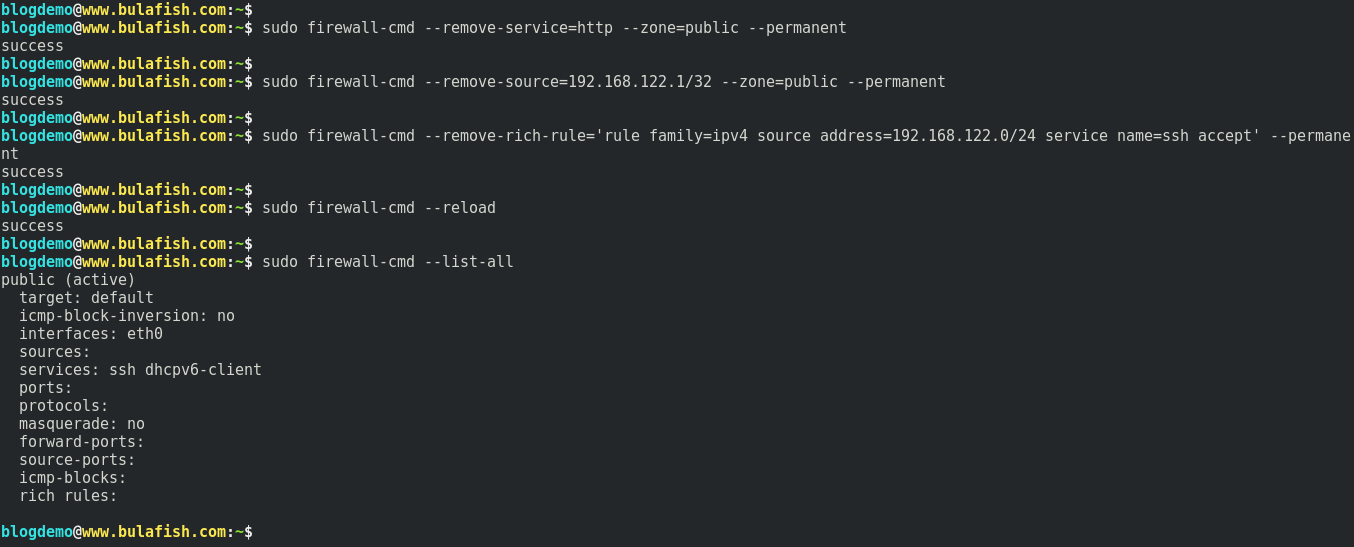 blogdemo@www.bulafish.com:~$
blogdemo@www.bulafish.com:~$ sudo firewall-cmd --remove-service=http --zone=public --permanent
success
blogdemo@www.bulafish.com:~$
blogdemo@www.bulafish.com:~$ sudo firewall-cmd --remove-source=192.168.122.1/32 --zone=public --permanent
success
blogdemo@www.bulafish.com:~$
blogdemo@www.bulafish.com:~$ sudo firewall-cmd --remove-rich-rule='rule family=ipv4 source address=192.168.122.0/24 service name=ssh accept' --permane
nt
success
blogdemo@www.bulafish.com:~$
blogdemo@www.bulafish.com:~$ sudo firewall-cmd --reload
success
blogdemo@www.bulafish.com:~$
blogdemo@www.bulafish.com:~$ sudo firewall-cmd --list-all
public (active)
  target: default
  icmp-block-inversion: no
  interfaces: eth0
  sources:
  services: ssh dhcpv6-client
  ports:
  protocols:
  masquerade: no
  forward-ports:
  source-ports:
  icmp-blocks:
  rich rules:

blogdemo@www.bulafish.com:~$